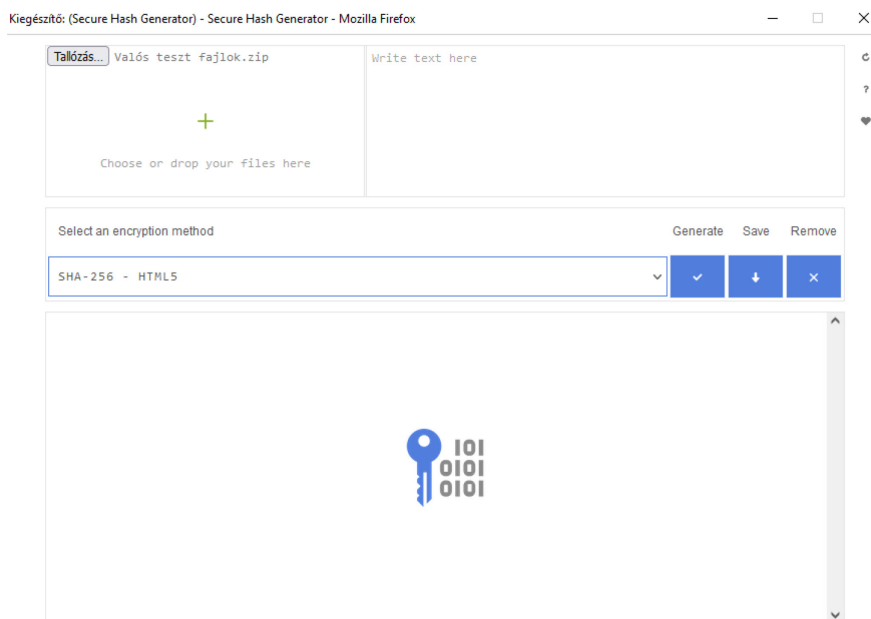 Kiegészítő: (Secure Hash Generator) - Secure Hash Generator - Mozilla Firefox
Tallózás... Valós teszt fajlok.zip
Write text here
?
Choose or drop your files here
Select an encryption method
Generate Save Remove
SHA-256 - HTML5
101
0101
0101